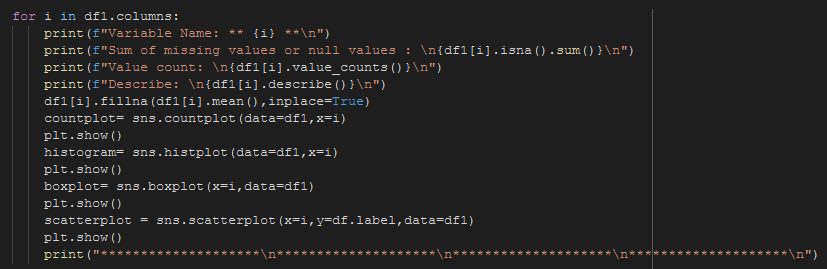 for i in df1.columns:
print(f"Variable Name: ** {i} **\n")
print(f"Sum of missing values or null values : \n{df1[i].isna().sum()}\n")
print(f"Value count: \n{df1[i].value_counts()}\n")
print(f"Describe: \n{df1[i].describe()}\n")
df1[i].fillna(df1[i].mean(),inplace=True)
countplot= sns.countplot(data=df1,x=i)
plt.show()
histogram= sns.histplot(data=df1,x=i)
plt.show()
boxplot= sns.boxplot(x=i,data=df1)
plt.show()
scatterplot = sns.scatterplot(x=i,y=df.label,data=df1)
plt.show()
print("********************\n********************\n********************\n********************\n")